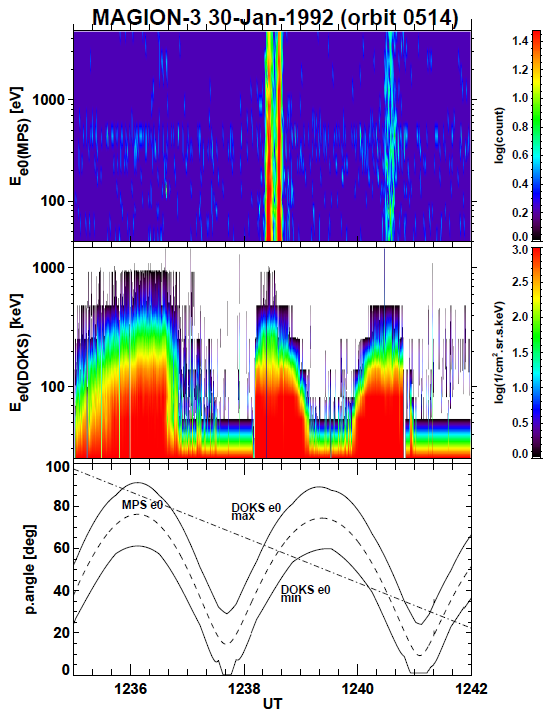 MAGION-3 30-Jan-1992 (orbit 0514)
Ee0(MPS) [eV]
1000
100
1.4
1.2
1.0
0.8
0.6
0.4
0.2
0.0
log(count)
Ee0(DOKS) [keV]
1000
100
3.0
2.5
2.0
1.5
1.0
0.5
0.0
log(1/cm2.sr.s.keV)
p.angle [deg]
100
80
60
40
20
0
MPS e0
DOKS e0
max
DOKS e0
min
1236 1238 1240 1242
UT